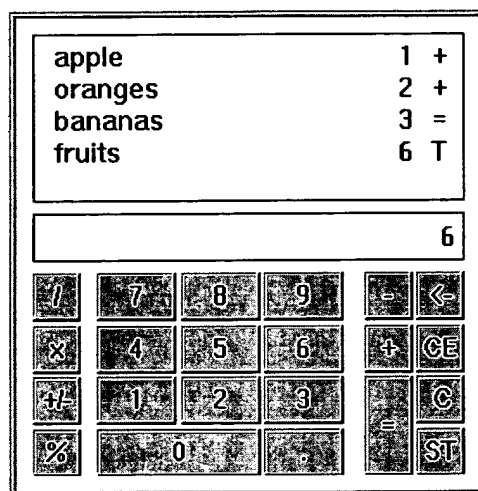 apple 1 +
oranges 2 +
bananas 3 =
fruits 6 T
6
/ 7 8 9 - <-
× 4 5 6 + CE
+/- 1 2 3 = C
% 0 . ST